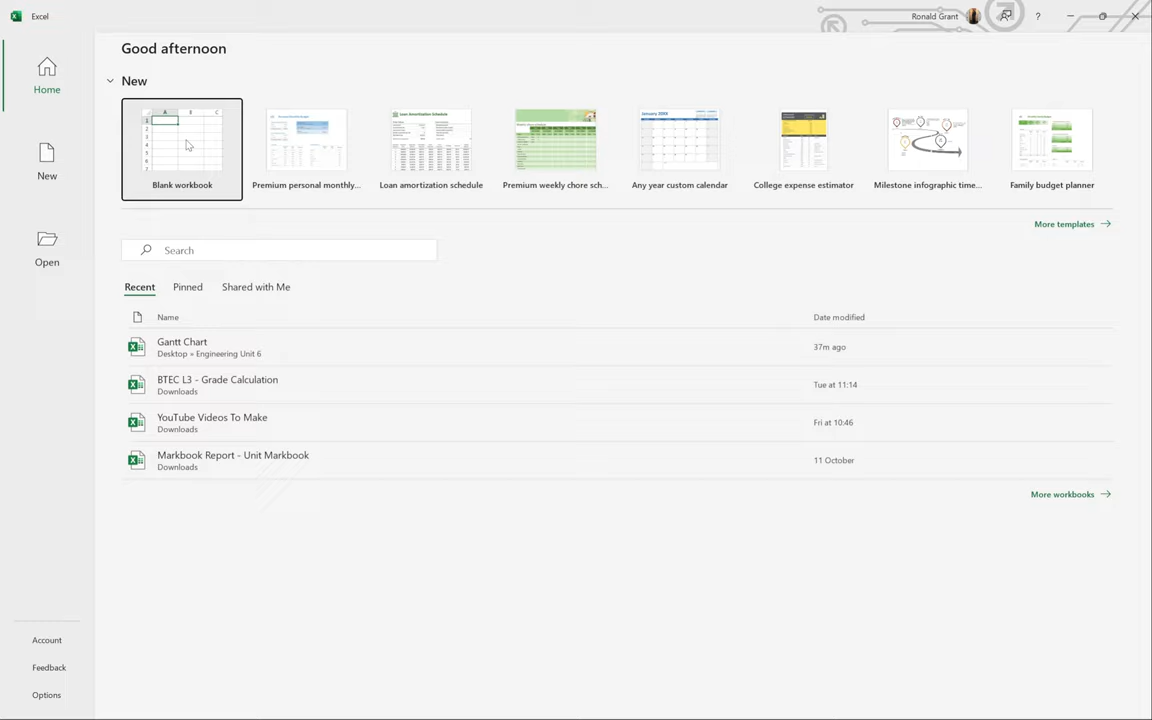 Excel
Ronald Grant
?
Good afternoon
Home
New
New
Open
Blank workbook
Premium personal monthly...
Loan amortization schedule
Premium weekly chore sch...
Any year custom calendar
College expense estimator
Milestone infographic time...
Family budget planner
More templates
Search
Recent Pinned Shared with Me
Name Date modified
Gantt Chart 37m ago
Desktop » Engineering Unit 6
BTEC L3 - Grade Calculation Tue at 11:14
Downloads
YouTube Videos To Make Fri at 10:46
Downloads
Markbook Report - Unit Markbook 11 October
Downloads
More workbooks
Account
Feedback
Options